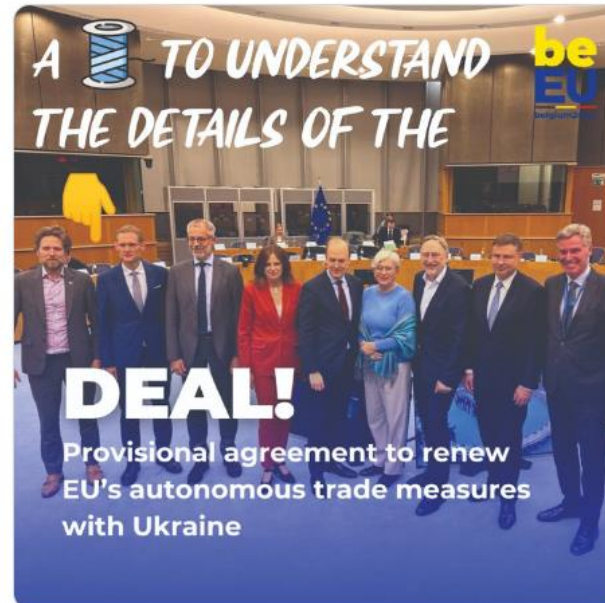 A TO UNDERSTAND
THE DETAILS OF THE
be
EU
DEAL!
Provisional agreement to renew
EU's autonomous trade measures
with Ukraine